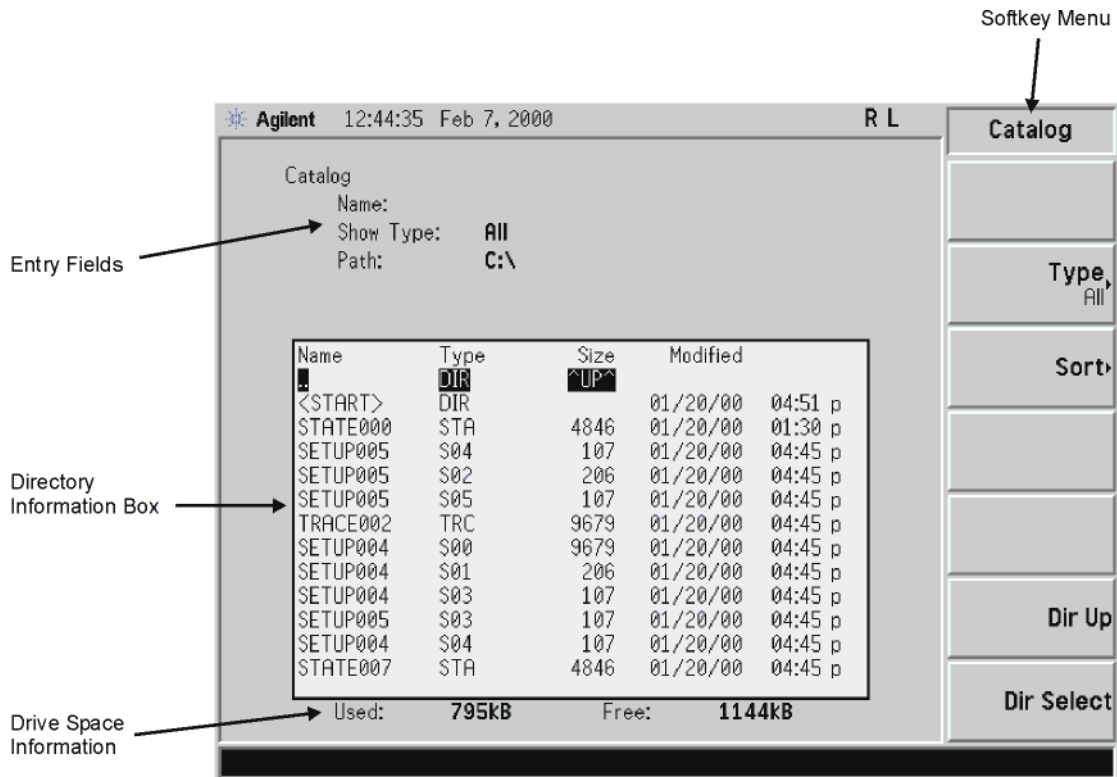 Softkey Menu
Agilent 12:44:35 Feb 7, 2000 R L
Catalog
Catalog
Name:
Show Type: All
Path: C:\
Entry Fields
Type
All
Sort
Dir Up
Dir Select
Name Type Size Modified
.. DIR ^UP^
<START> DIR 01/20/00 04:51 p
STATE000 STA 4846 01/20/00 01:30 p
SETUP005 S04 107 01/20/00 04:45 p
SETUP005 S02 206 01/20/00 04:45 p
SETUP005 S05 107 01/20/00 04:45 p
TRACE002 TRC 9679 01/20/00 04:45 p
SETUP004 S00 9679 01/20/00 04:45 p
SETUP004 S01 206 01/20/00 04:45 p
SETUP004 S03 107 01/20/00 04:45 p
SETUP005 S03 107 01/20/00 04:45 p
SETUP004 S04 107 01/20/00 04:45 p
STATE007 STA 4846 01/20/00 04:45 p
Directory
Information Box
Used: 795kB Free: 1144kB
Drive Space
Information